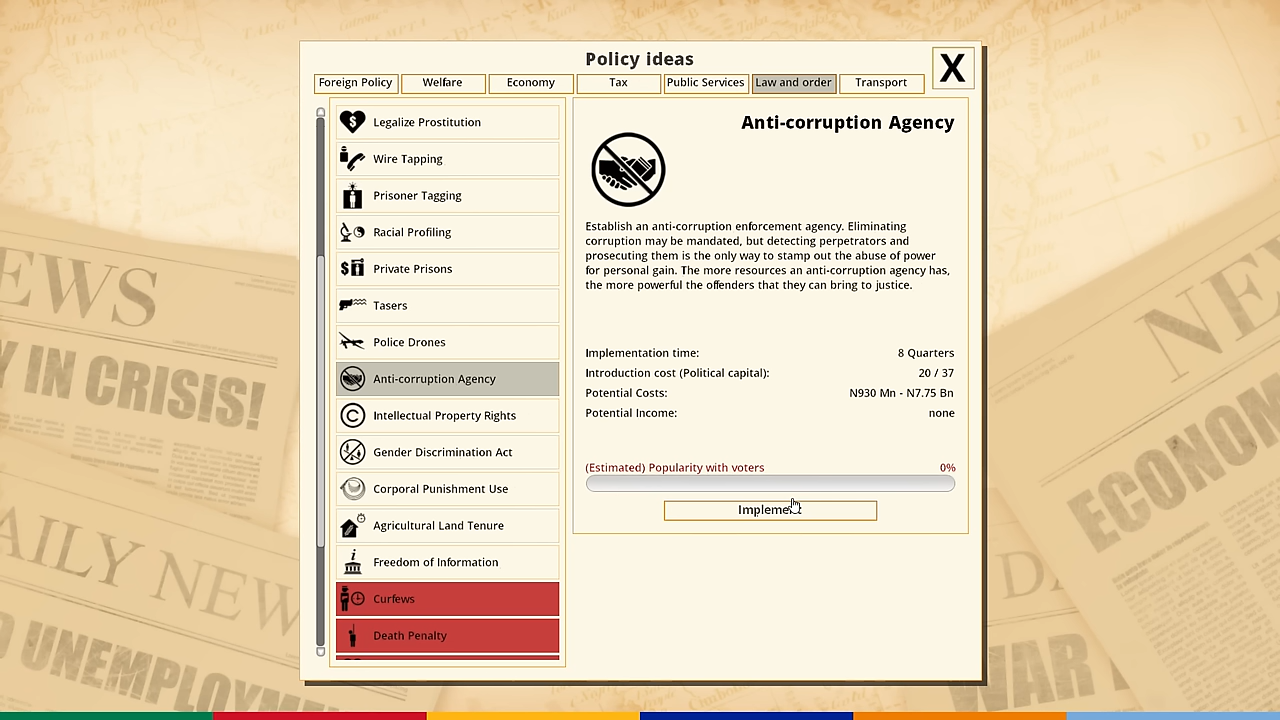 Policy ideas
X
Foreign Policy
Welfare
Economy
Tax
Public Services
Law and order
Transport
Legalize Prostitution
Wire Tapping
Prisoner Tagging
Racial Profiling
Private Prisons
Tasers
Police Drones
Anti-corruption Agency
Intellectual Property Rights
Gender Discrimination Act
Corporal Punishment Use
Agricultural Land Tenure
Freedom of Information
Curfews
Death Penalty
Anti-corruption Agency
Establish an anti-corruption enforcement agency. Eliminating
corruption may be mandated, but detecting perpetrators and
prosecuting them is the only way to stamp out the abuse of power
for personal gain. The more resources an anti-corruption agency has,
the more powerful the offenders that they can bring to justice.
Implementation time: 8 Quarters
Introduction cost (Political capital): 20 / 37
Potential Costs: N930 Mn - N7.75 Bn
Potential Income: none
(Estimated) Popularity with voters 0%
Implement
EWS
Y IN CRISIS!
AILY NEW
UNEMPLOYM
NE
ECONOM
DA
WAR